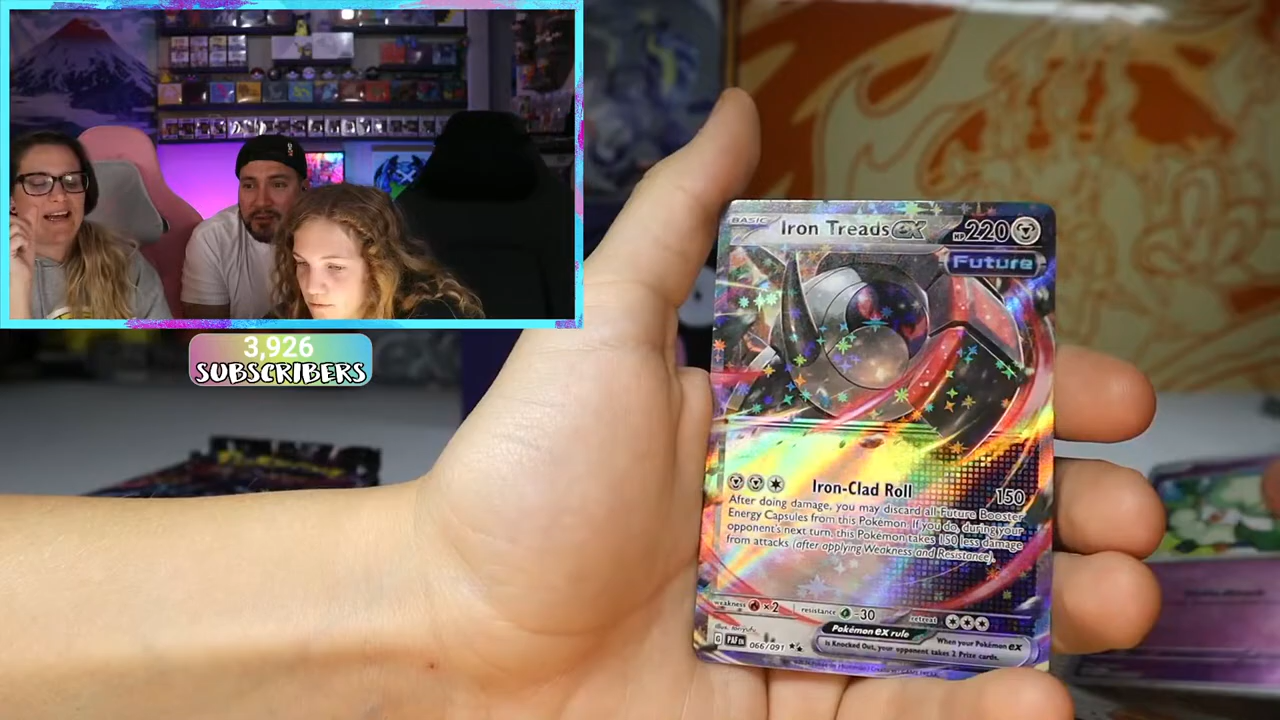 3,926
SUBSCRIBERS
BASIC
Iron Treads ex
HP 220
Future
Iron-Clad Roll 150
After doing damage, you may discard all Future Booster
Energy Capsules from this Pokémon. If you do, during your
opponent's next turn, this Pokémon takes 150 less damage
from attacks (after applying Weakness and Resistance).
weakness ×2 resistance -30 retreat
Pokémon ex rule
When your Pokémon ex
is Knocked Out, your opponent takes 2 Prize cards.
G PAF EN 066/091